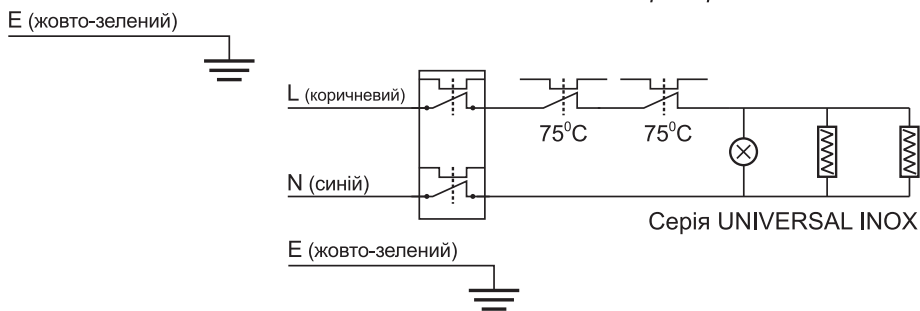 E (жовто-зелений)
L (коричневий)
75⁰C 75⁰C
N (синій)
Серія UNIVERSAL INOX
E (жовто-зелений)